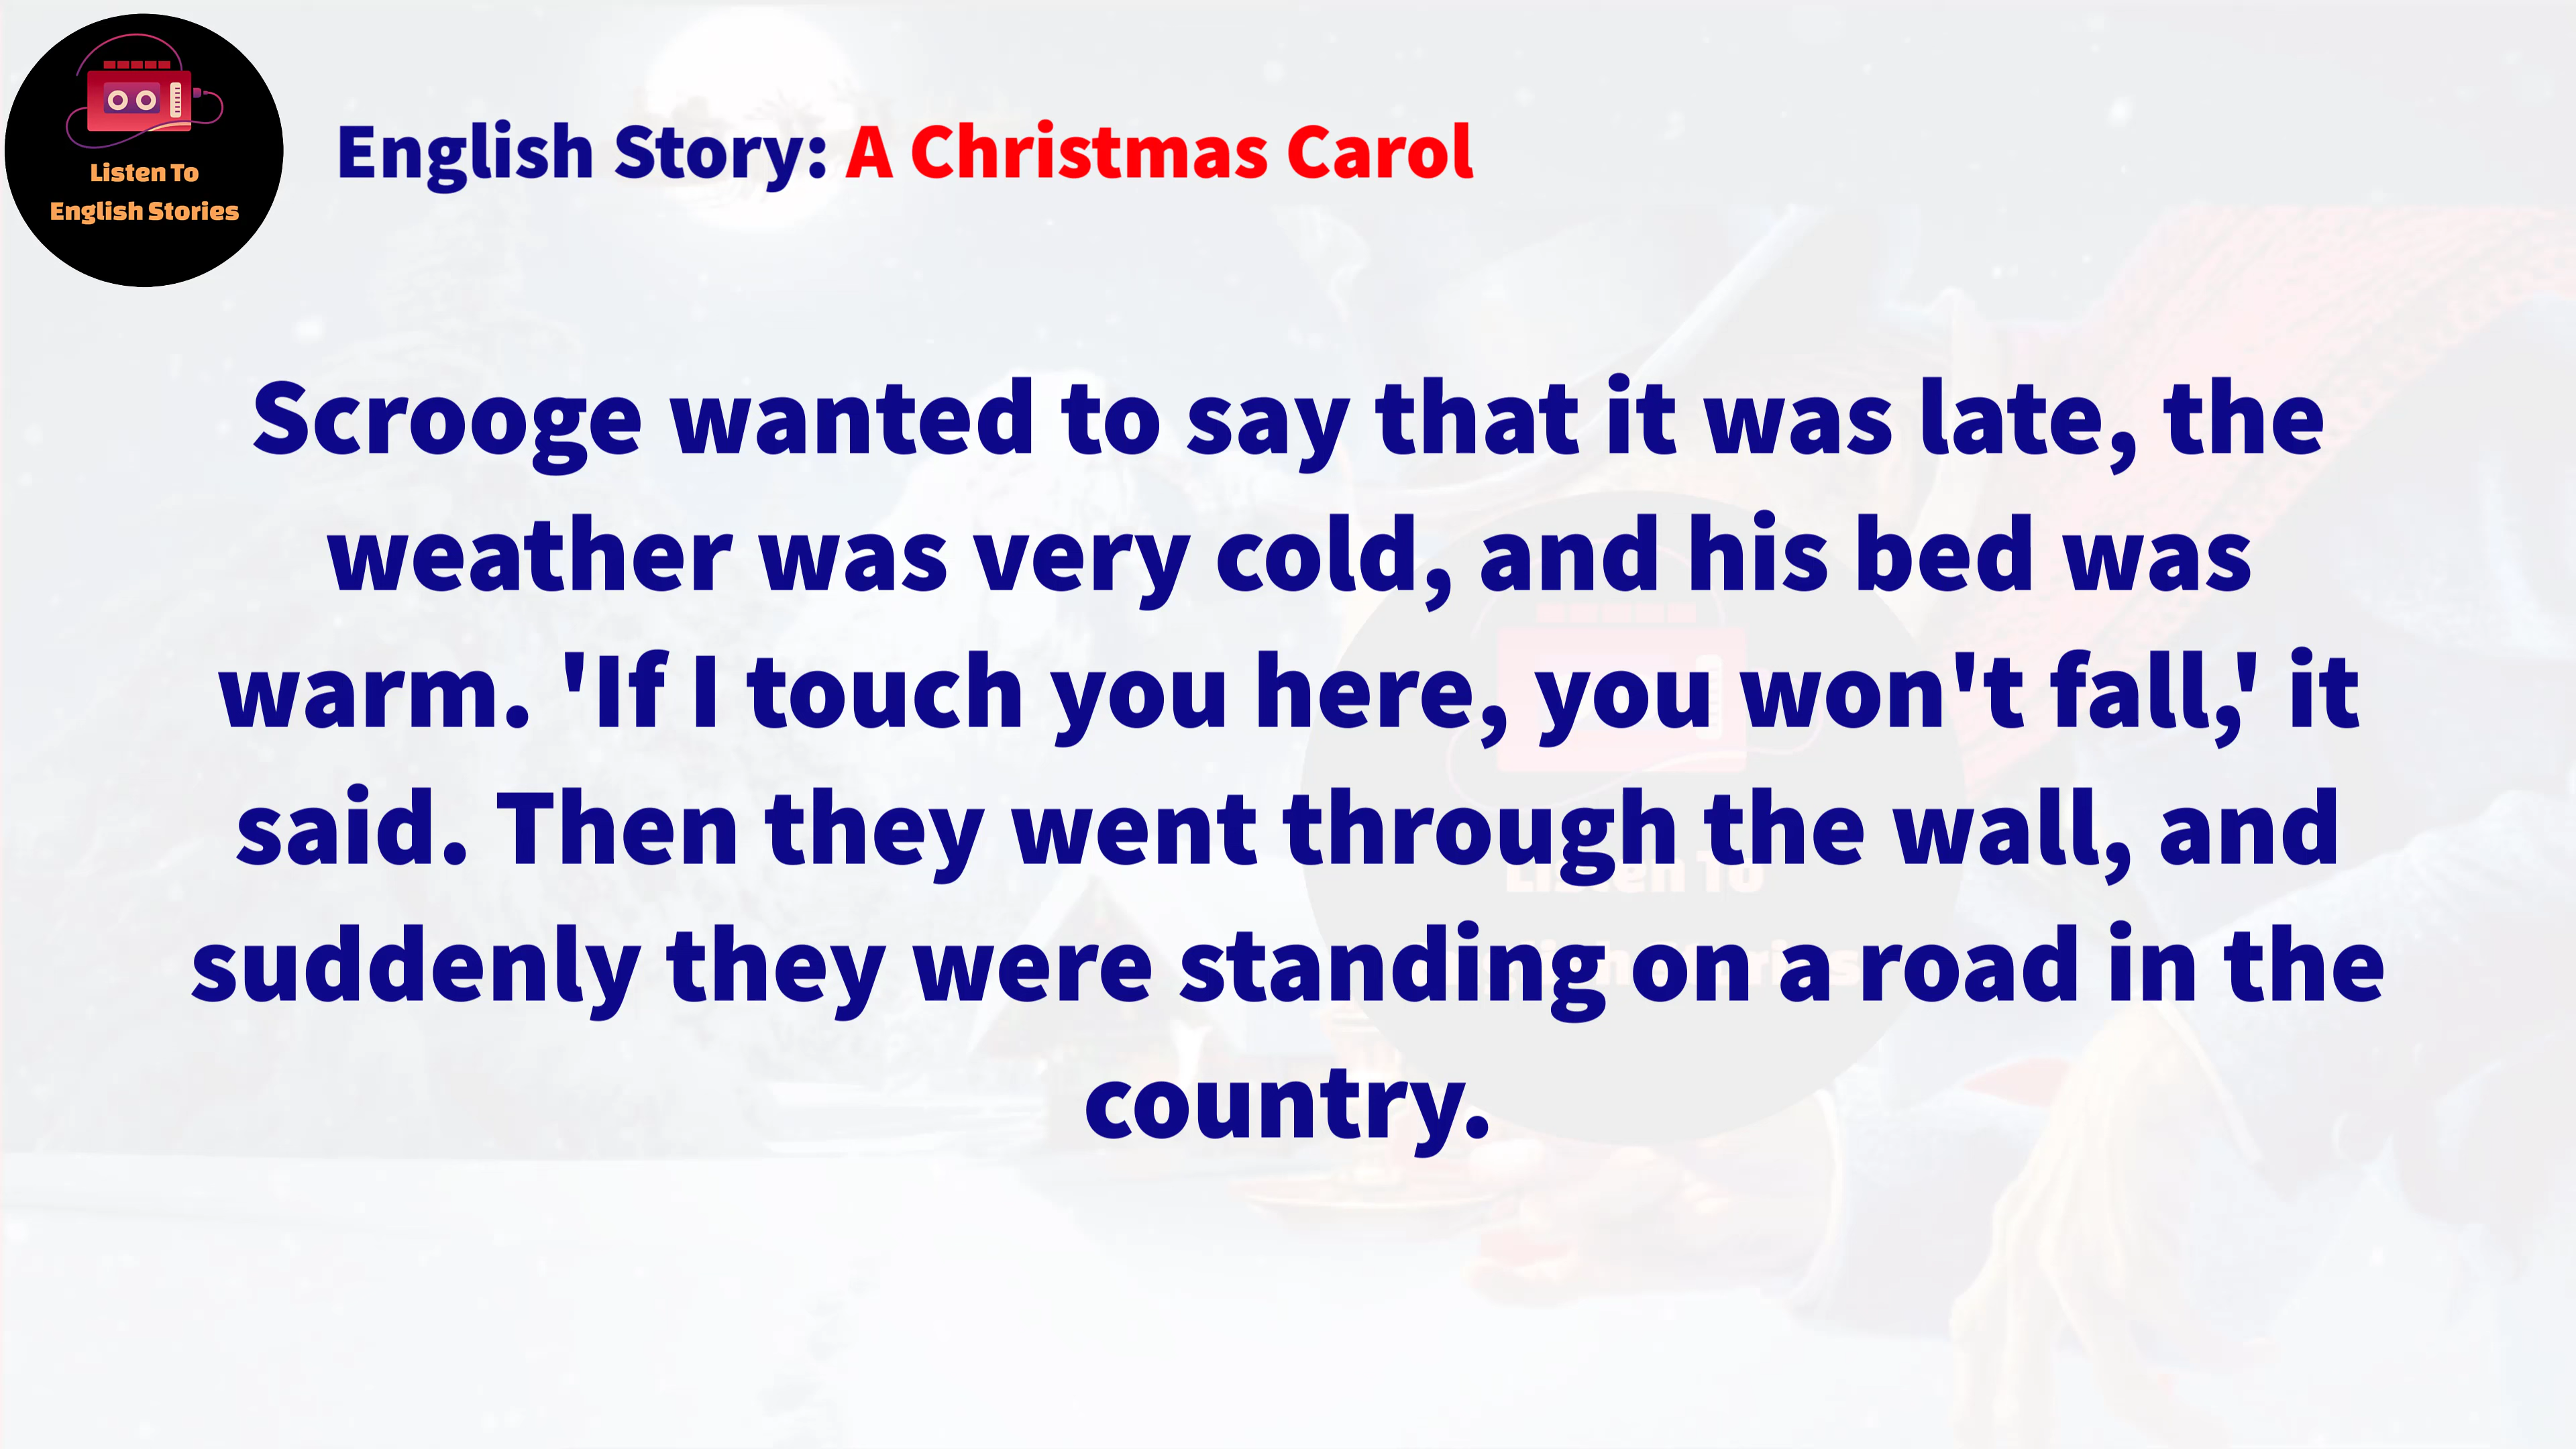 Listen To
English Stories
English Story: A Christmas Carol
Scrooge wanted to say that it was late, the
weather was very cold, and his bed was
warm. 'If I touch you here, you won't fall,' it
said. Then they went through the wall, and
suddenly they were standing on a road in the
country.